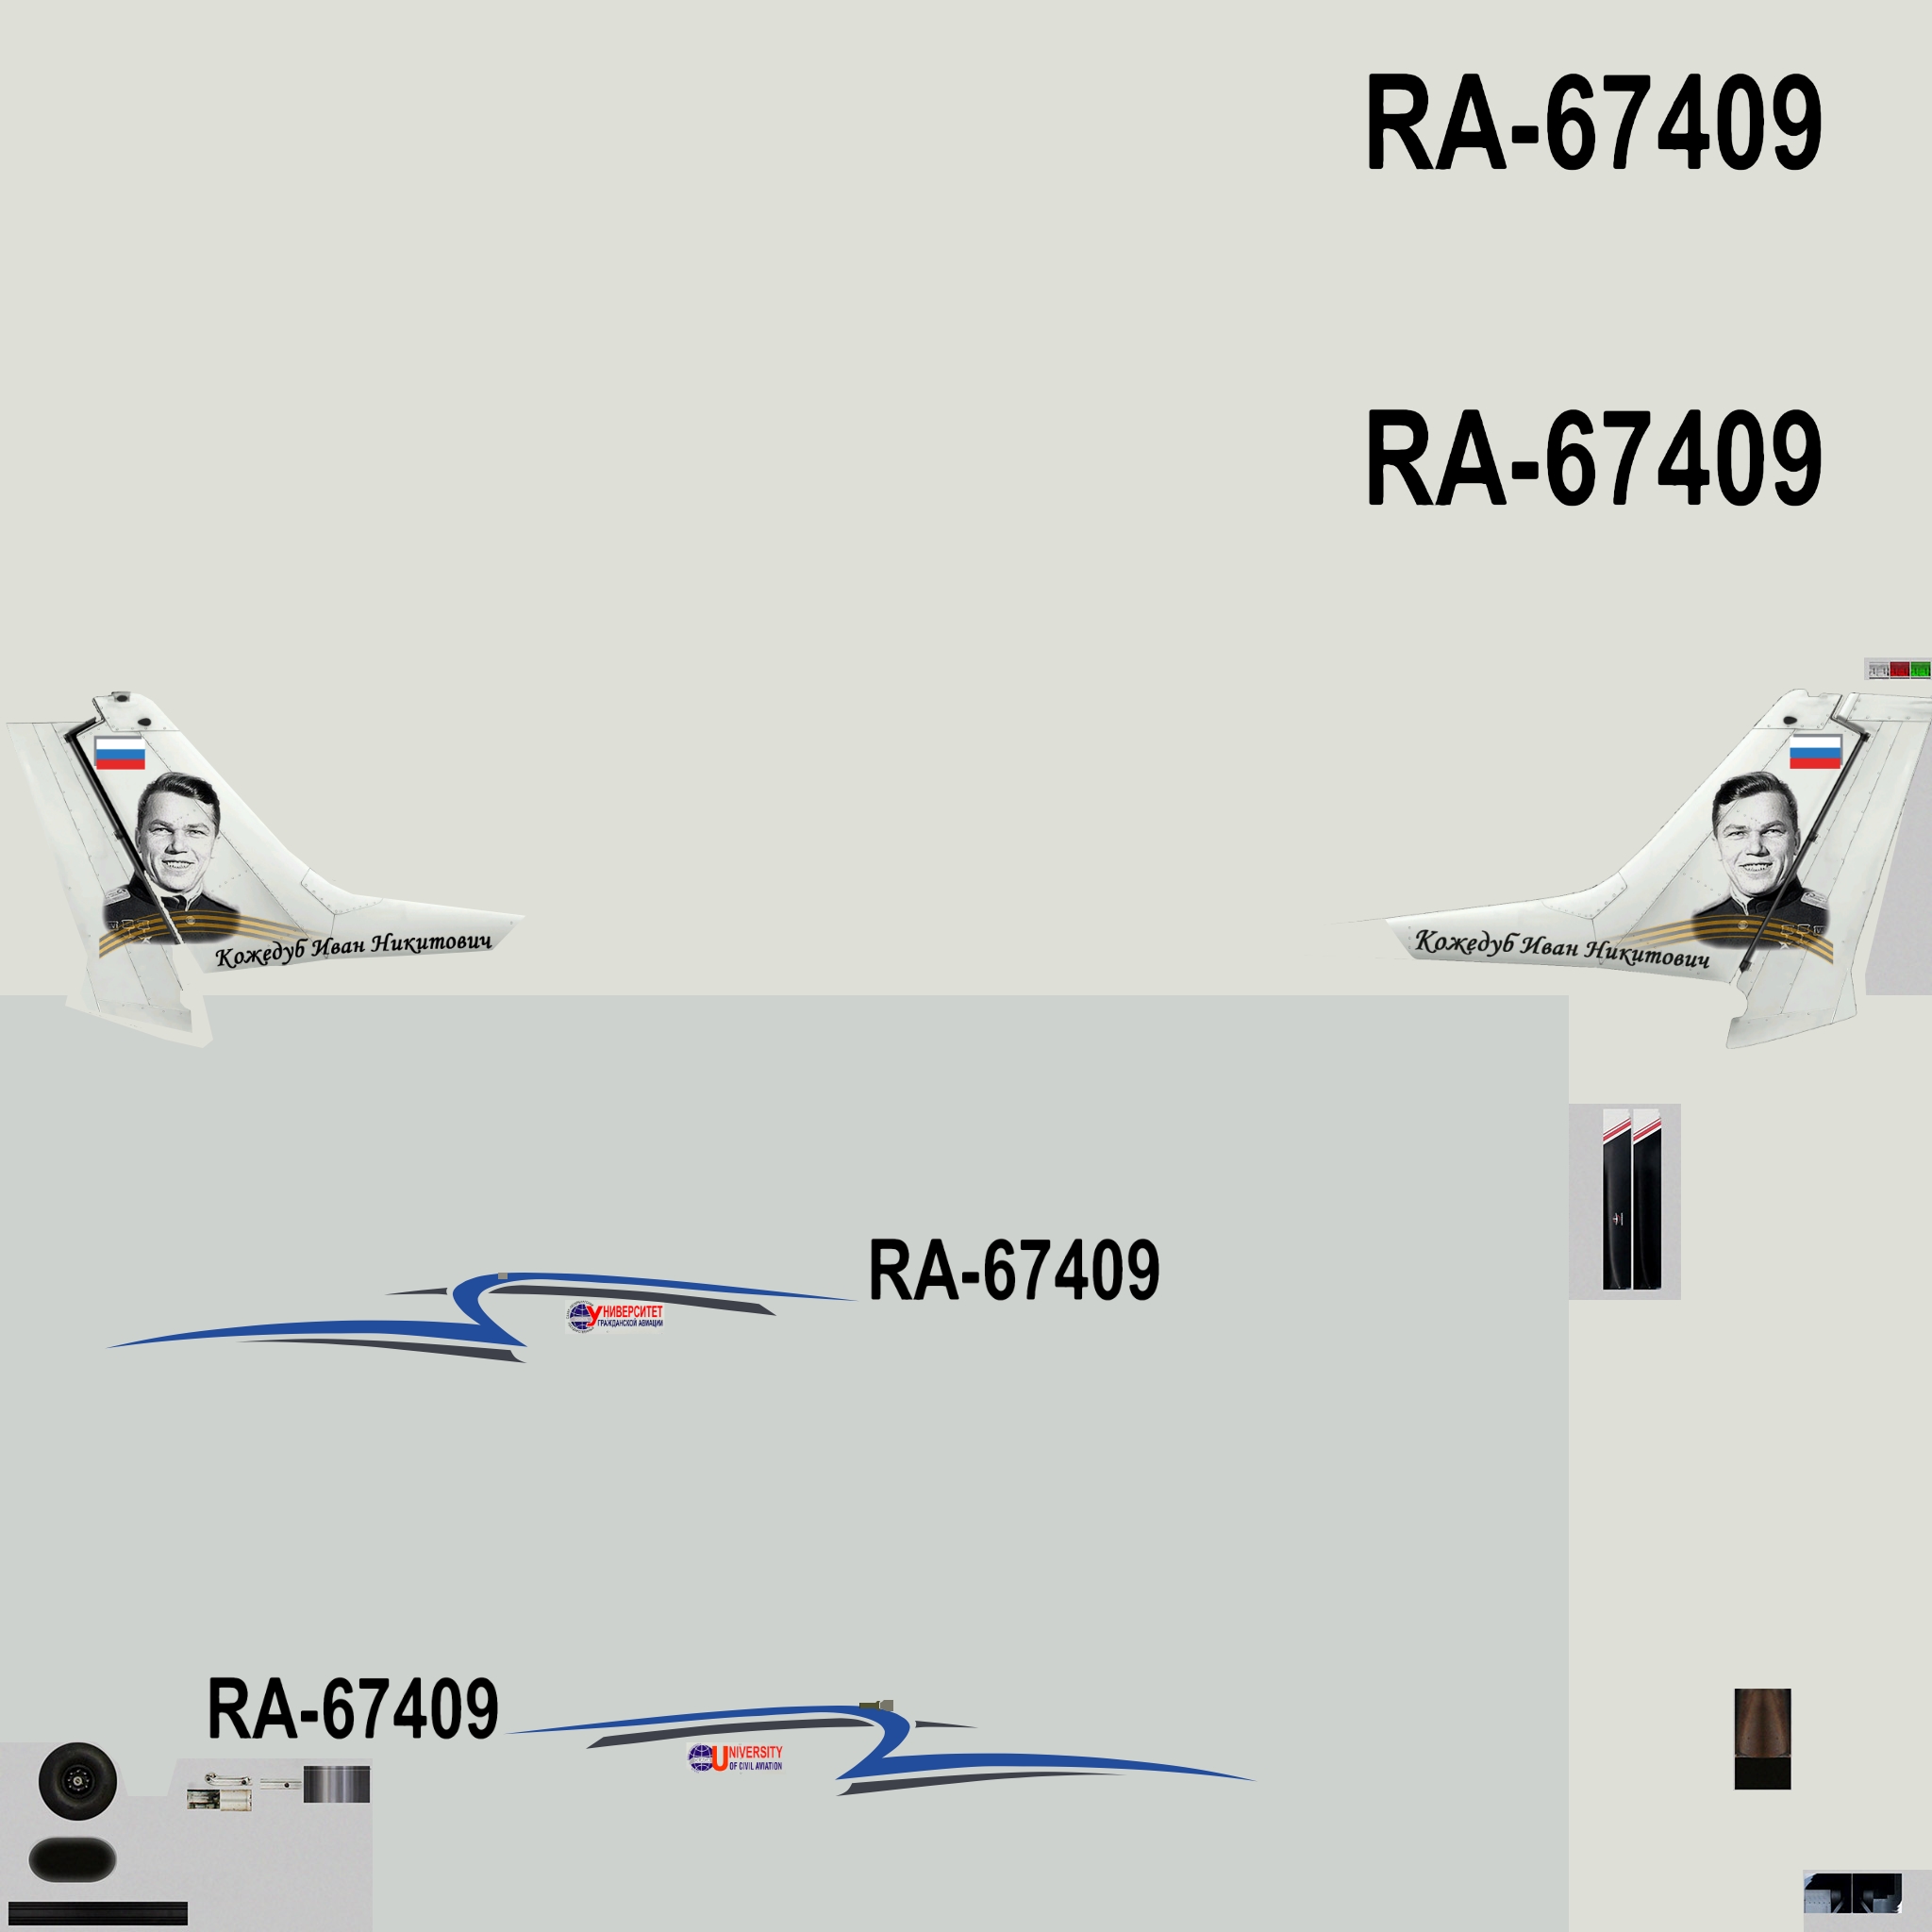 RA-67409
RA-67409
Кожедуб Иван Никитович
Кожедуб Иван Никитович
RA-67409
УНИВЕРСИТЕТ
ГРАЖДАНСКОЙ АВИАЦИИ
RA-67409
UNIVERSITY
OF CIVIL AVIATION